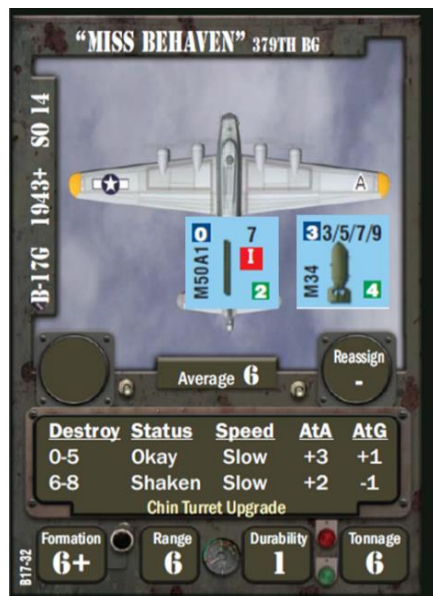 "MISS BEHAVEN" 379TH BG
B-17G 1943+ SO 14
A
0 7
M50A1 I
2
3 3/5/7/9
M34
4
Average 6
Reassign
-
Destroy Status Speed AtA AtG
0-5 Okay Slow +3 +1
6-8 Shaken Slow +2 -1
Chin Turret Upgrade
Formation Range Durability Tonnage
6+ 6 1 6
B17-32